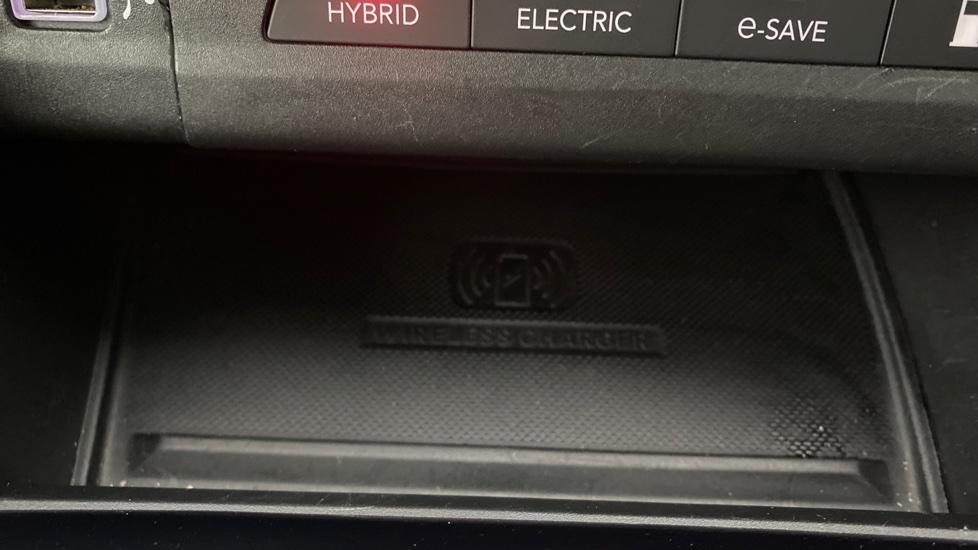 HYBRID
ELECTRIC
e-SAVE
WIRELESS CHARGER